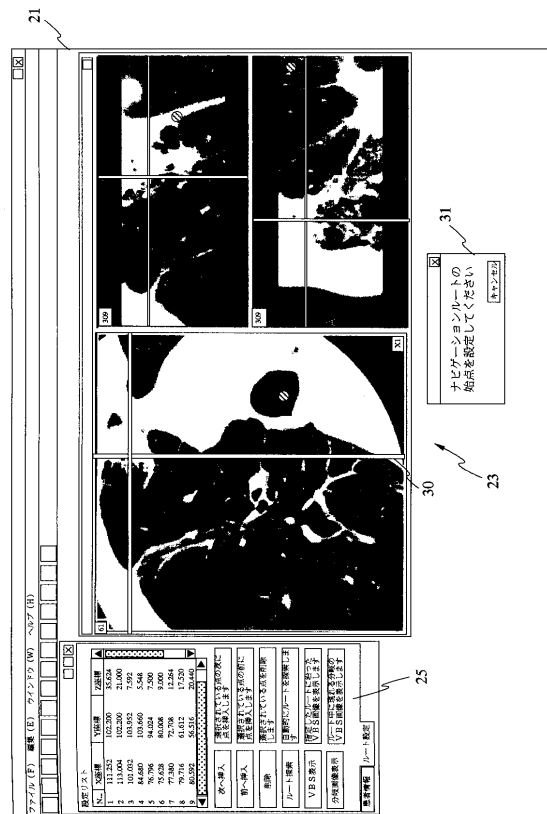 21
ファイル(F) 編集(E) ウインドウ(W) ヘルプ(H)
設定リスト
N... X座標 Y座標 Z座標
1 111.252 102.200 35.624
2 113.004 102.200 21.000
3 101.032 103.952 7.592
4 84.680 103.660 5.548
5 76.796 94.024 7.500
6 75.628 80.008 9.000
7 77.380 72.708 12.264
8 79.716 61.612 17.520
9 80.592 56.516 20.440
次へ挿入 選択されている点の次に
点を挿入します
前へ挿入 選択されている点の前に
点を挿入します
削除 選択されている点を削除
します
ルート探索 自動的にルートを探索しま
す
VBS表示 設定したルートに沿った
VBS画像を表示します
分岐画像表示 ルート中に現れる分岐の
VBS画像を表示します
患者情報 ルート設定
25
61
X1
309
309
30
23
31
ナビゲーションルートの
始点を設定してください
キャンセル